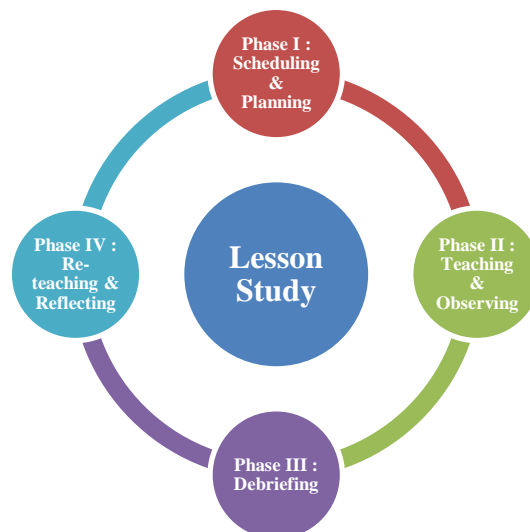 Phase I :
Scheduling
&
Planning
Phase IV :
Re-
teaching &
Reflecting
Lesson
Study
Phase II :
Teaching
&
Observing
Phase III :
Debriefing